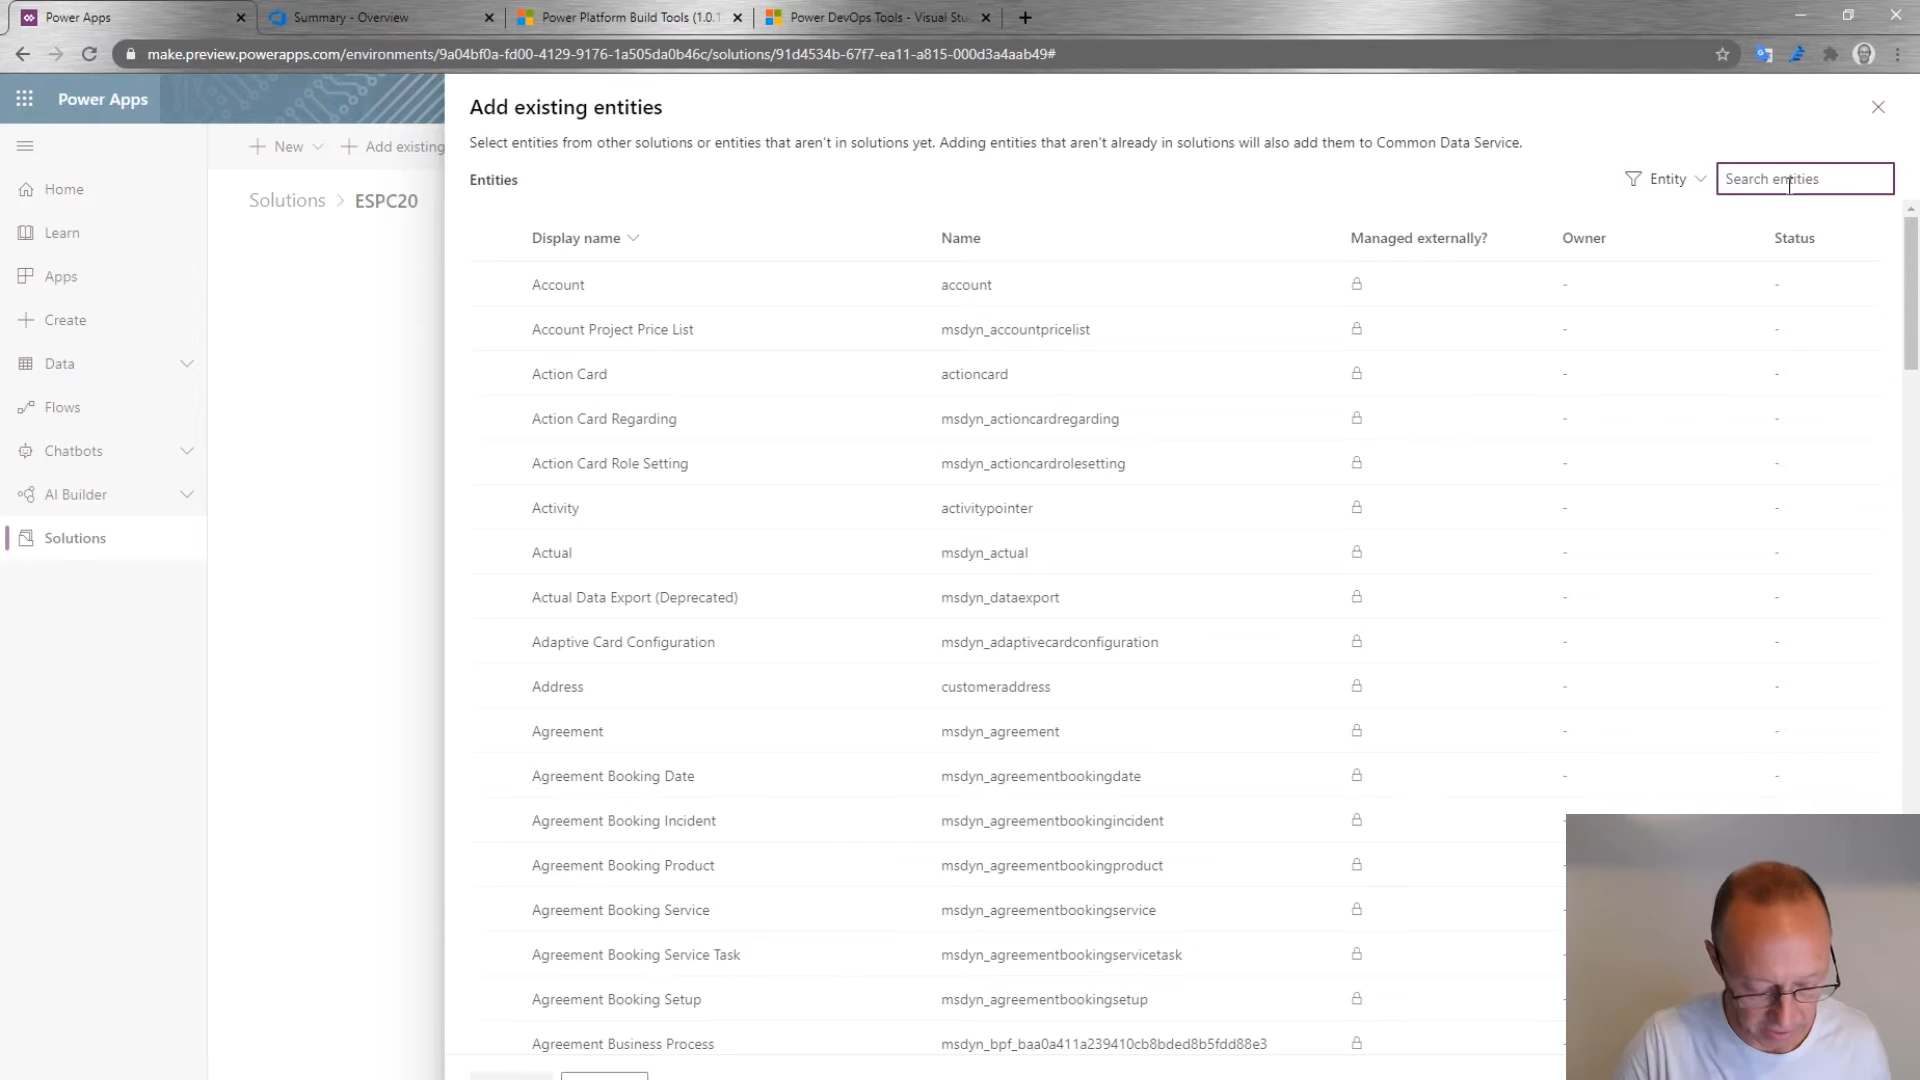 Power Apps
Summary - Overview
Power Platform Build Tools (1.0.1
Power DevOps Tools - Visual Stu
make.preview.powerapps.com/environments/9a04bf0a-fd00-4129-9176-1a505da0b46c/solutions/91d4534b-67f7-ea11-a815-000d3a4aab49#
Power Apps
Home
Learn
Apps
Create
Data
Flows
Chatbots
AI Builder
Solutions
New
Add existing
Solutions > ESPC20
Add existing entities
Select entities from other solutions or entities that aren't in solutions yet. Adding entities that aren't already in solutions will also add them to Common Data Service.
Entities
Entity
Search entities
Display name Name Managed externally? Owner Status
Account account - -
Account Project Price List msdyn_accountpricelist - -
Action Card actioncard - -
Action Card Regarding msdyn_actioncardregarding - -
Action Card Role Setting msdyn_actioncardrolesetting - -
Activity activitypointer - -
Actual msdyn_actual - -
Actual Data Export (Deprecated) msdyn_dataexport - -
Adaptive Card Configuration msdyn_adaptivecardconfiguration - -
Address customeraddress - -
Agreement msdyn_agreement - -
Agreement Booking Date msdyn_agreementbookingdate - -
Agreement Booking Incident msdyn_agreementbookingincident
Agreement Booking Product msdyn_agreementbookingproduct
Agreement Booking Service msdyn_agreementbookingservice
Agreement Booking Service Task msdyn_agreementbookingservicetask
Agreement Booking Setup msdyn_agreementbookingsetup
Agreement Business Process msdyn_bpf_baa0a411a239410cb8bded8b5fdd88e3